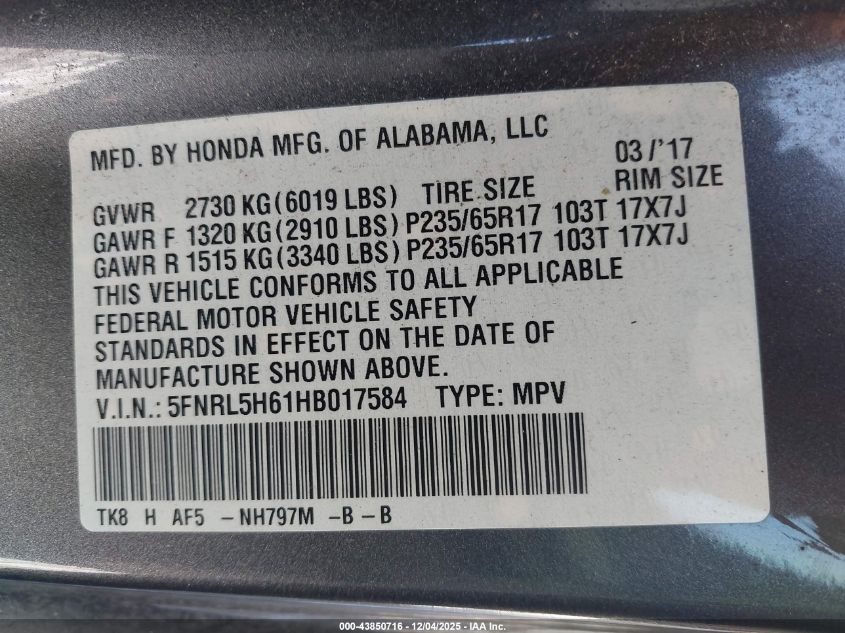 MFD. BY HONDA MFG. OF ALABAMA, LLC 03/'17
GVWR 2730 KG(6019 LBS) TIRE SIZE RIM SIZE
GAWR F 1320 KG(2910 LBS) P235/65R17 103T 17X7J
GAWR R 1515 KG(3340 LBS) P235/65R17 103T 17X7J
THIS VEHICLE CONFORMS TO ALL APPLICABLE
FEDERAL MOTOR VEHICLE SAFETY
STANDARDS IN EFFECT ON THE DATE OF
MANUFACTURE SHOWN ABOVE.
V.I.N.: 5FNRL5H61HB017584 TYPE: MPV
TK8 H AF5 -NH797M -B-B
000-43850716 - 12/04/2025 - IAA Inc.